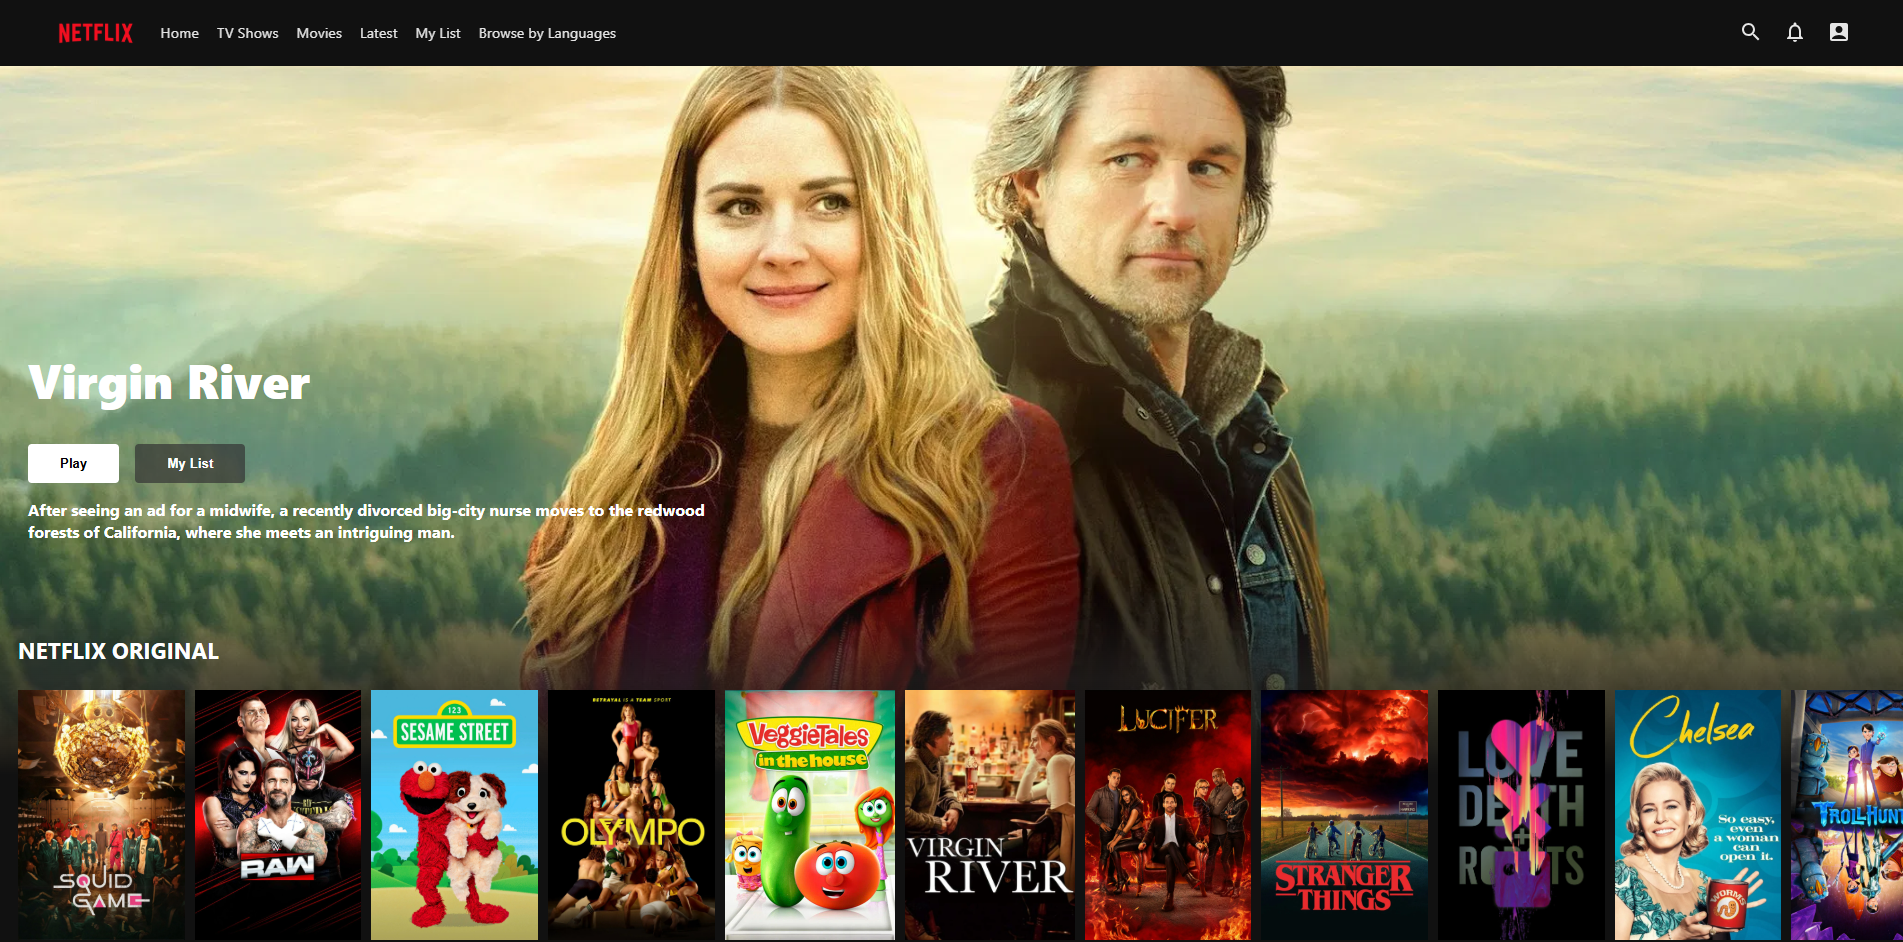 NETFLIX Home TV Shows Movies Latest My List Browse by Languages
Virgin River
Play My List
After seeing an ad for a midwife, a recently divorced big-city nurse moves to the redwood
forests of California, where she meets an intriguing man.
NETFLIX ORIGINAL
SQUID
GAME
RAW
123
SESAME STREET
BETRAYAL IS A TEAM SPORT
OLYMPO
VeggieTales
in the house
VIRGIN
RIVER
LUCIFER
STRANGER
THINGS
LOVE
DEATH
+
ROBOTS
Chelsea
So easy,
even
a woman
can
open it.
WORMS
TROLLHUNT